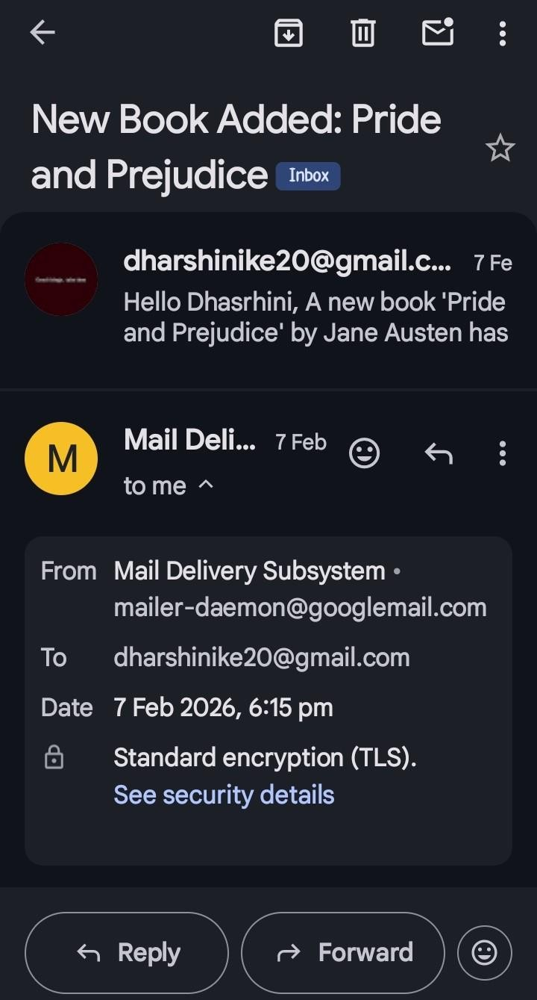 New Book Added: Pride
and Prejudice Inbox
dharshinike20@gmail.c... 7 Fe
Hello Dhasrhini, A new book 'Pride
and Prejudice' by Jane Austen has
M
Mail Deli... 7 Feb
to me
From Mail Delivery Subsystem •
mailer-daemon@googlemail.com
To dharshinike20@gmail.com
Date 7 Feb 2026, 6:15 pm
Standard encryption (TLS).
See security details
Reply Forward